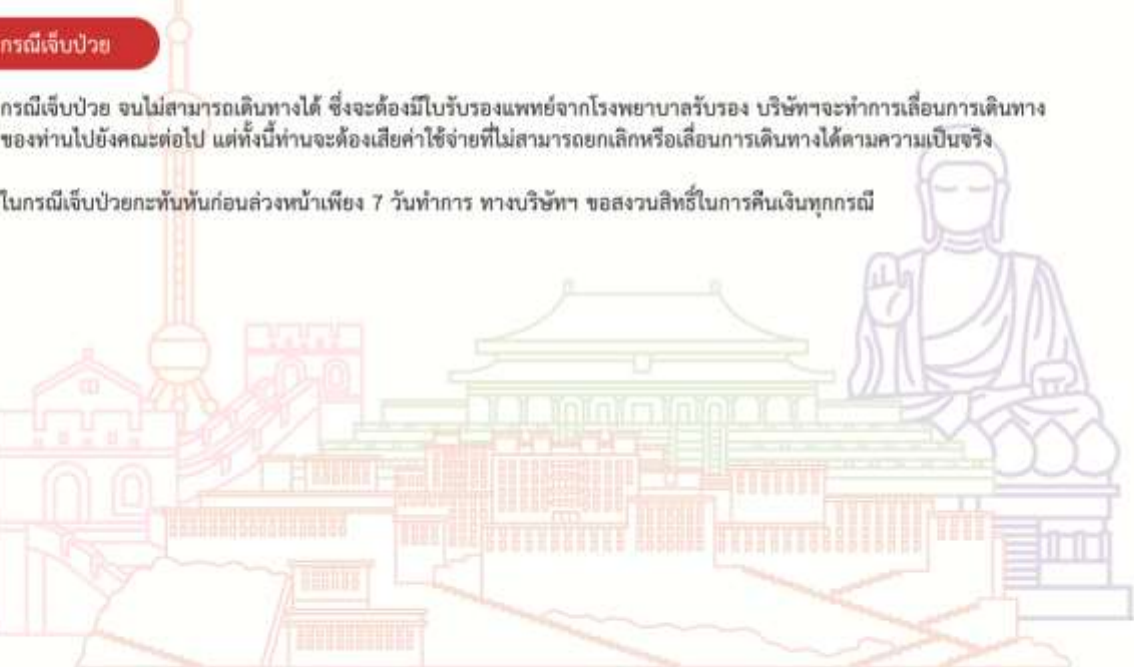 กรณีเจ็บป่วย
กรณีเจ็บป่วย จนไม่สามารถเดินทางได้ ซึ่งจะต้องมีใบรับรองแพทย์จากโรงพยาบาลรับรอง บริษัทฯจะทำการเลื่อนการเดินทาง
ของท่านไปยังคณะต่อไป แต่ทั้งนี้ท่านจะต้องเสียค่าใช้จ่ายที่ไม่สามารถยกเลิกหรือเลื่อนการเดินทางได้ตามความเป็นจริง
ในกรณีเจ็บป่วยกะทันหันก่อนล่วงหน้าเพียง 7 วันทำการ ทางบริษัทฯ ขอสงวนสิทธิ์ในการคืนเงินทุกกรณี